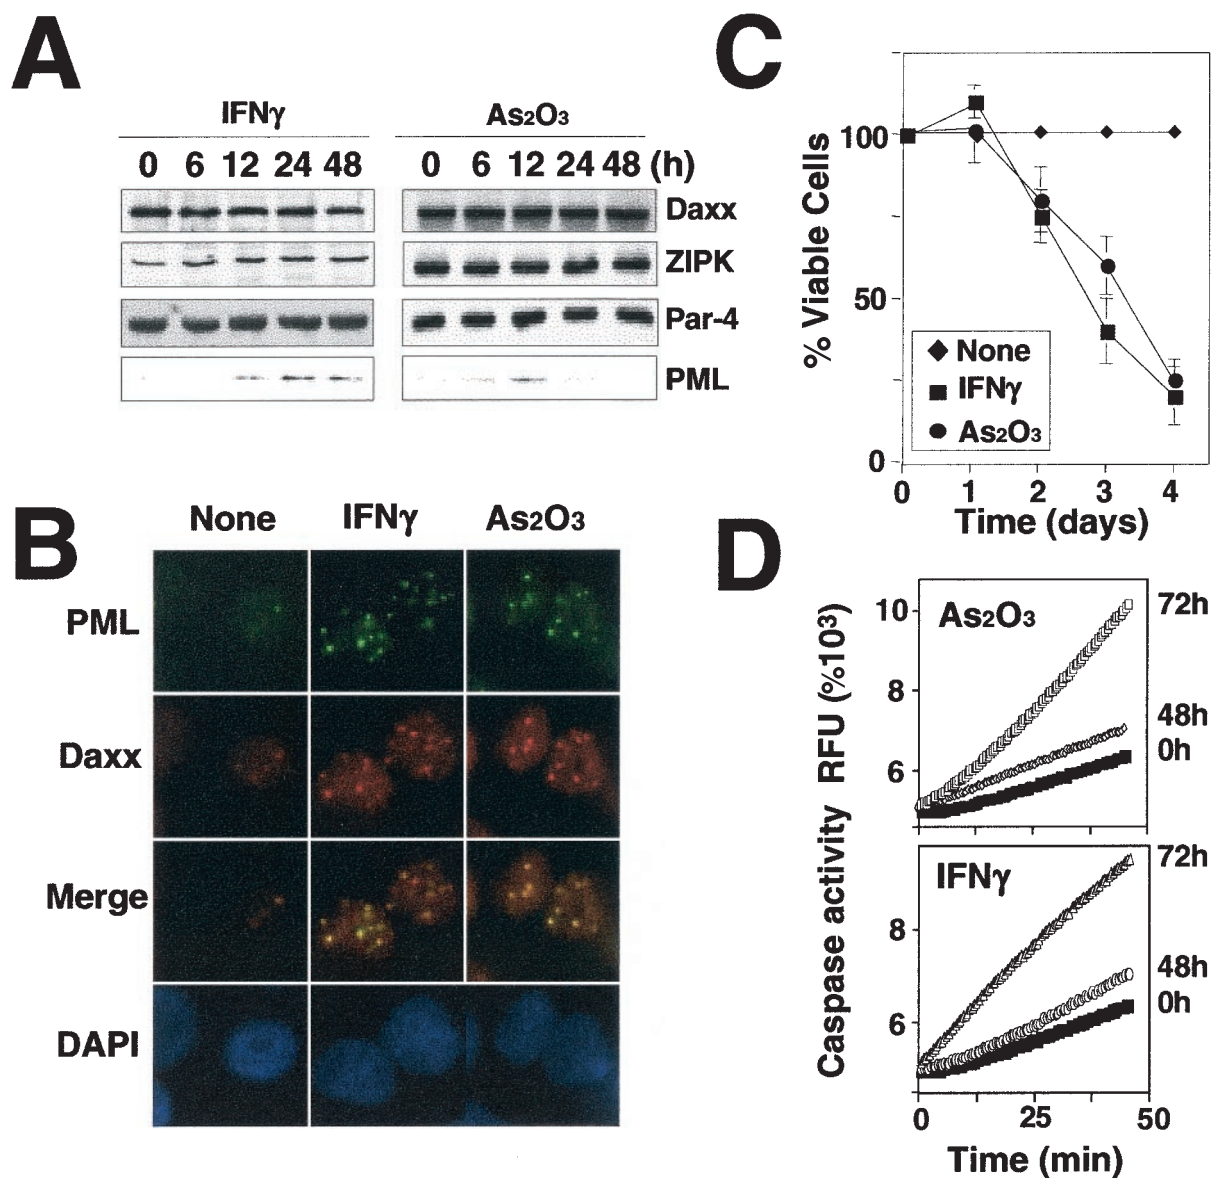 A
IFNγ As₂O₃
0 6 12 24 48 0 6 12 24 48 (h)
Daxx
ZIPK
Par-4
PML
B
None IFNγ As₂O₃
PML
Daxx
Merge
DAPI
C
% Viable Cells
100
50
0
None
IFNγ
As₂O₃
0 1 2 3 4
Time (days)
D
Caspase activity RFU (%10³)
As₂O₃
10
8
6
72h
48h
0h
IFNγ
8
6
72h
48h
0h
0 25 50
Time (min)